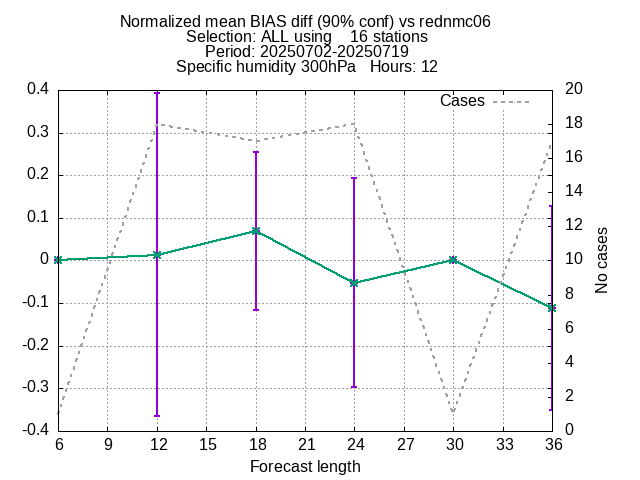 Normalized mean BIAS diff (90% conf) vs rednmc06
Selection: ALL using    16 stations
Period: 20250702-20250719
Specific humidity 300hPa   Hours: 12
Cases
0.4
0.3
0.2
0.1
0
-0.1
-0.2
-0.3
-0.4
20
18
16
14
12
10
8
6
4
2
0
No cases
6 9 12 15 18 21 24 27 30 33 36
Forecast length